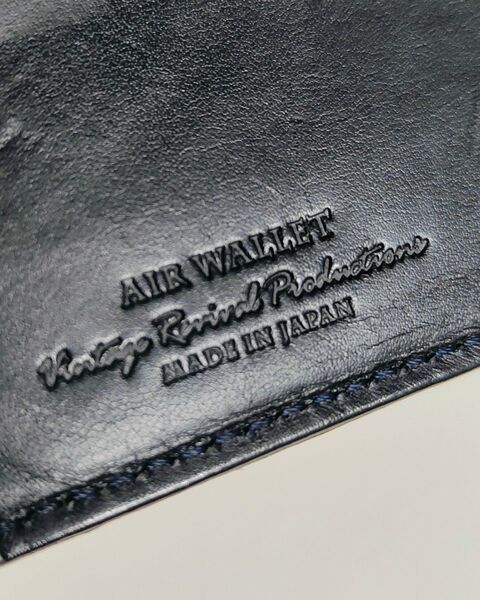 AIR WALLET
Vintage Revival Productions
MADE IN JAPAN